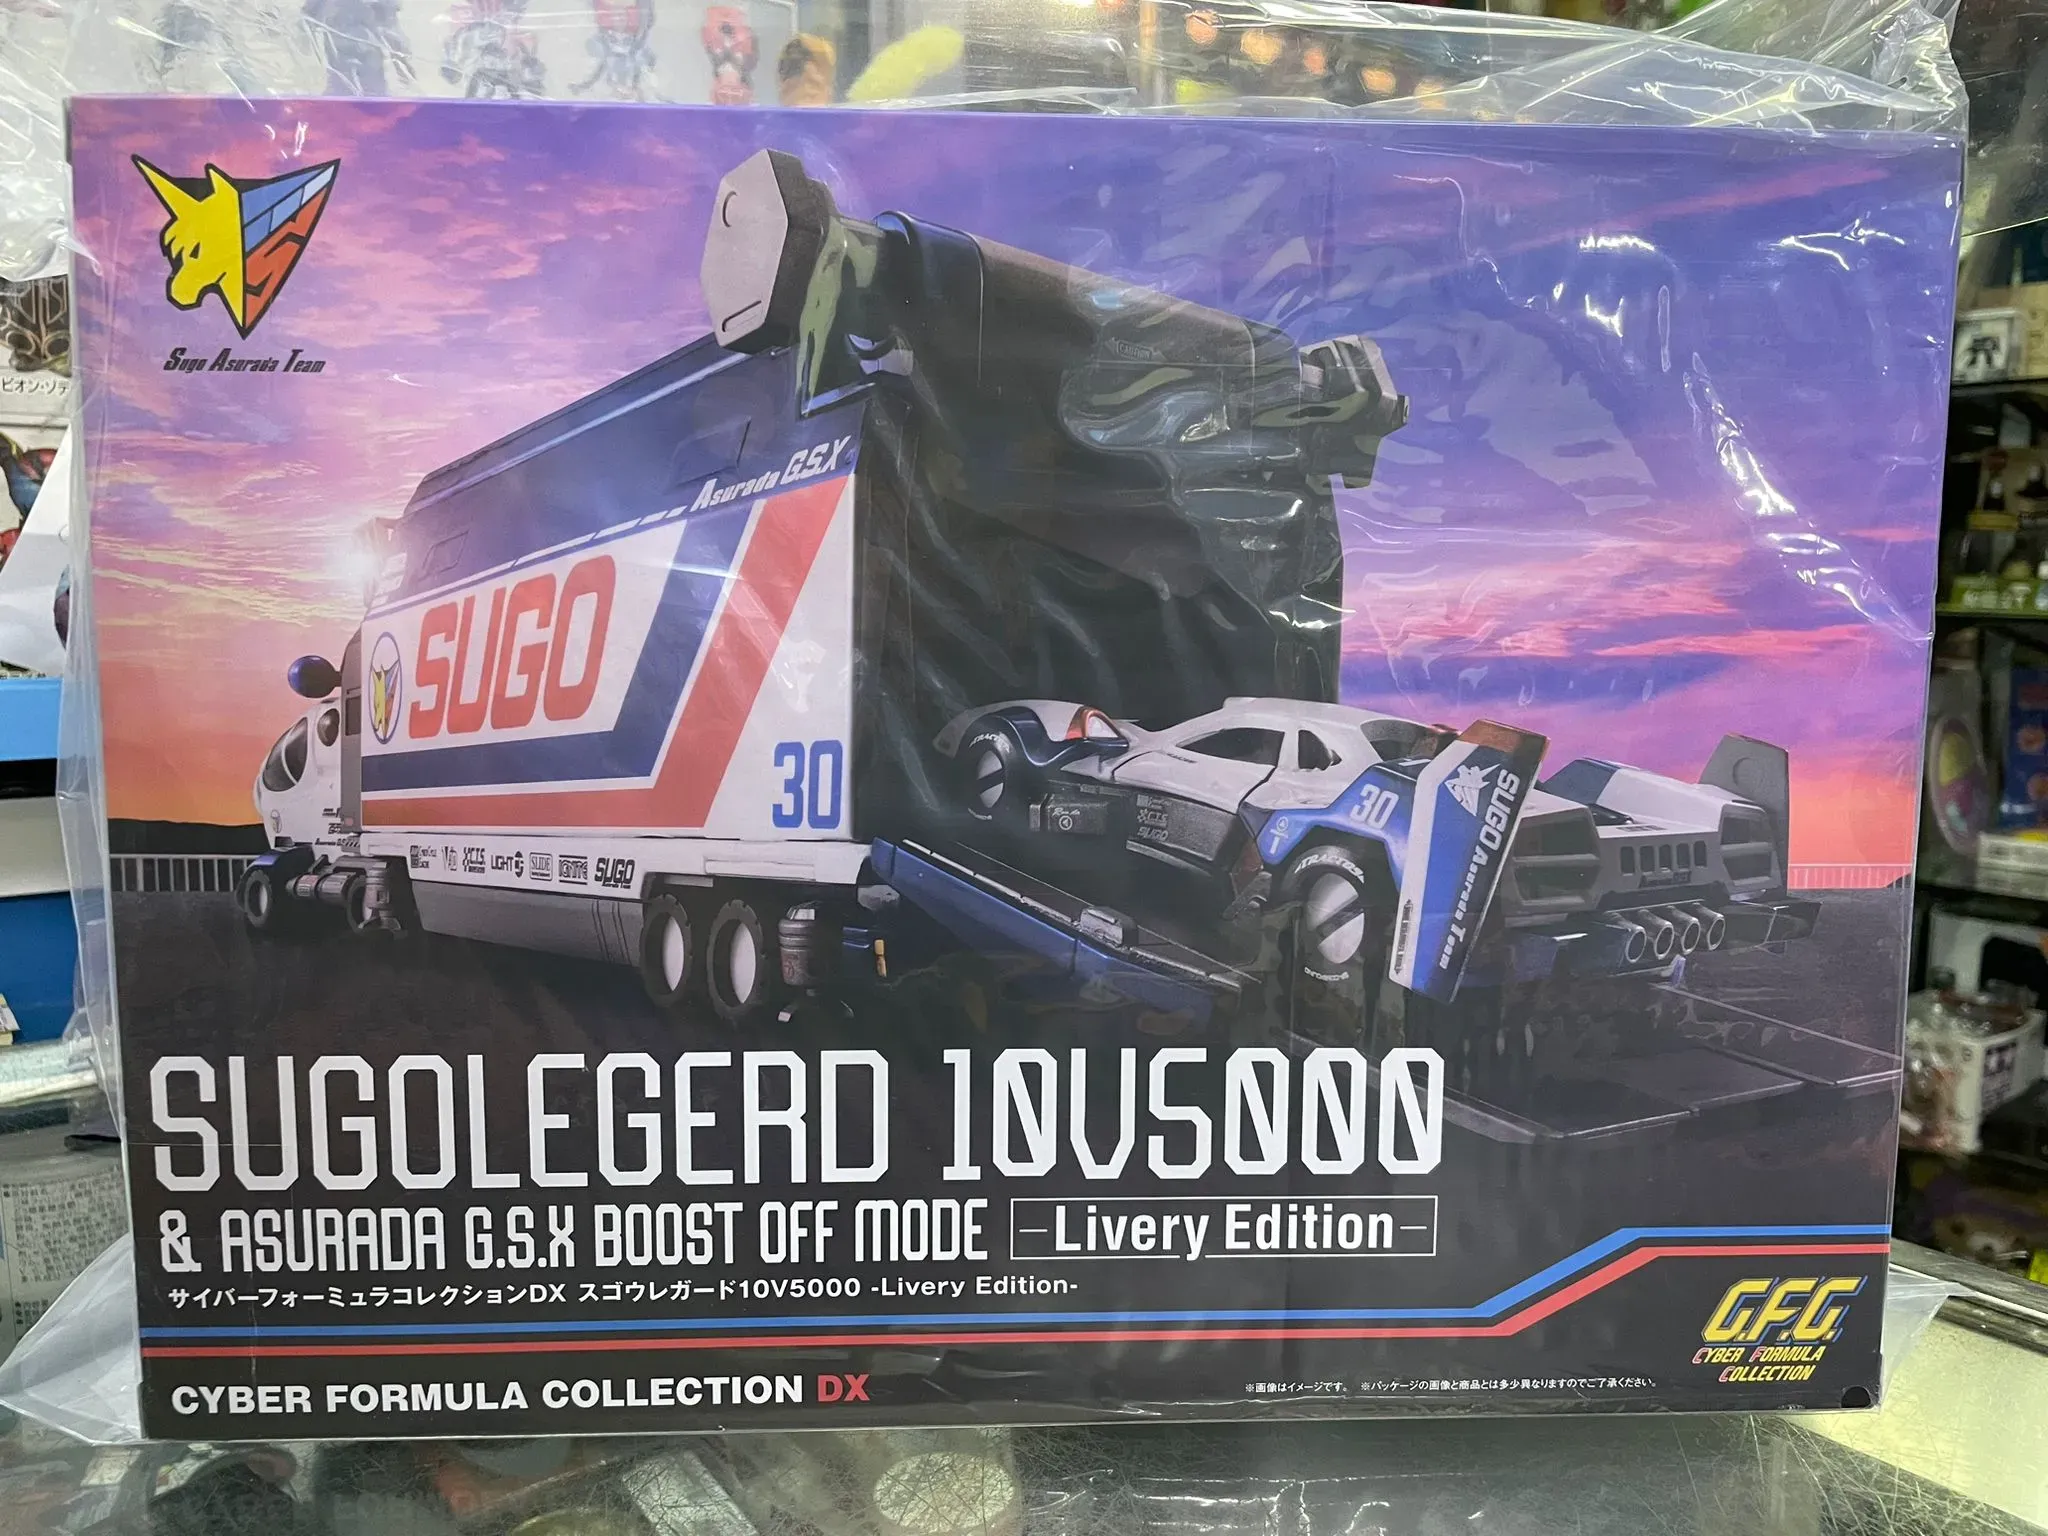 Sugo Asurada Team
CAUTION
Asurada G.S.X
SUGO
30
LIGHT
SLIDE
IGNITE
SUGO
30
SUGO Asurada Team
C.T.S.
SUGO
SUGOLEGERD 10V5000
& ASURADA G.S.X BOOST OFF MODE -Livery Edition-
サイバーフォーミュラコレクションDX スゴウレガード10V5000 -Livery Edition-
C.F.C.
CYBER FORMULA
COLLECTION
CYBER FORMULA COLLECTION DX
※画像はイメージです。 ※パッケージの画像と商品とは多少異なりますのでご了承ください。